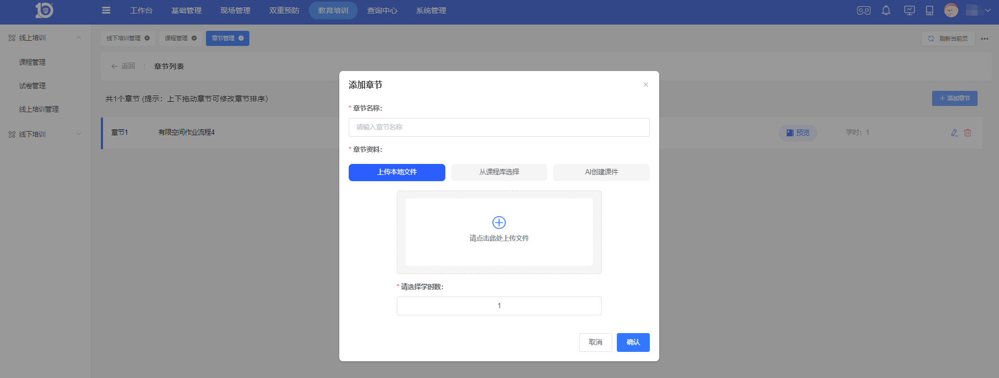 工作台 基础管理 现场管理 双重预防 教育培训 查询中心 系统管理
线上培训
课程管理
试卷管理
线上培训管理
线下培训
线下培训管理 课程管理 章节管理 刷新当前页
返回 章节列表
共1个章节 (提示：上下拖动章节可修改章节排序)
添加章节
章节1 有限空间作业流程4 预览 学时：1
添加章节
* 章节名称:
请输入章节名称
* 章节资料:
上传本地文件 从课程库选择 AI创建课件
请点击此处上传文件
* 请选择学时数:
1
取消 确认